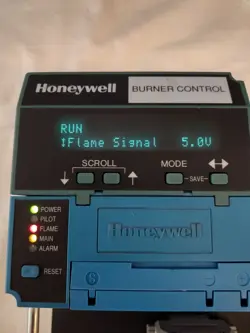 Honeywell
BURNER CONTROL
RUN
↕Flame Signal 5.0V
↓ SCROLL ↑
MODE
SAVE
↔
POWER
PILOT
FLAME
MAIN
ALARM
RESET
Honeywell